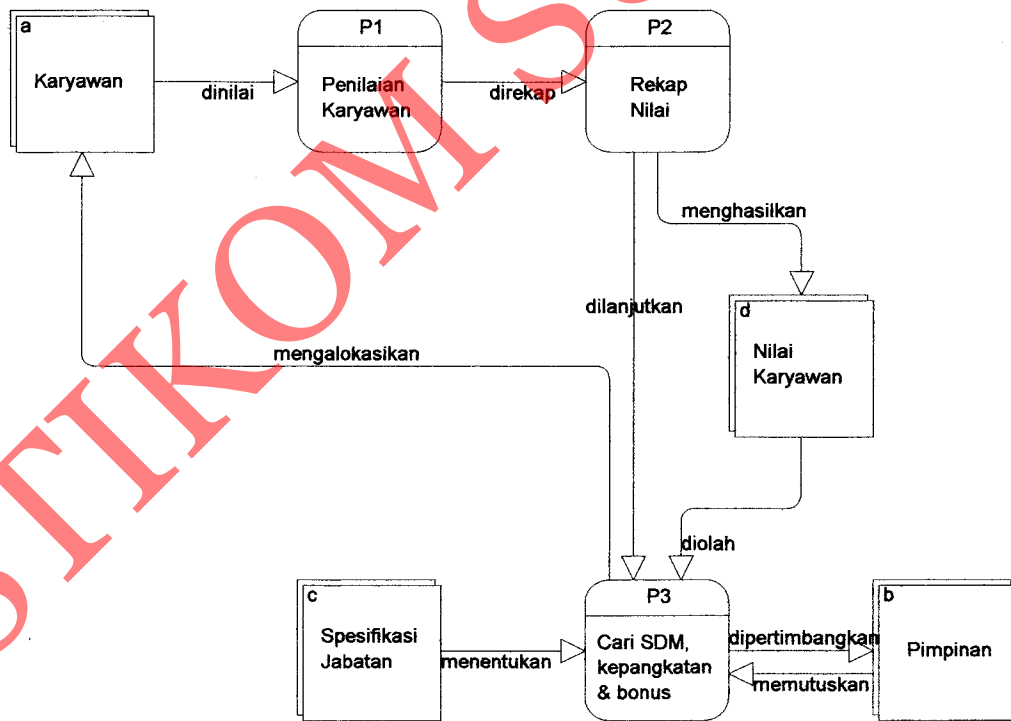 a
Karyawan
dinilai
P1
Penilaian
Karyawan
direkap
P2
Rekap
Nilai
menghasilkan
dilanjutkan
d
Nilai
Karyawan
mengalokasikan
diolah
c
Spesifikasi
Jabatan
menentukan
P3
Cari SDM,
kepangkatan
& bonus
dipertimbangkan
memutuskan
b
Pimpinan
STIKOM S